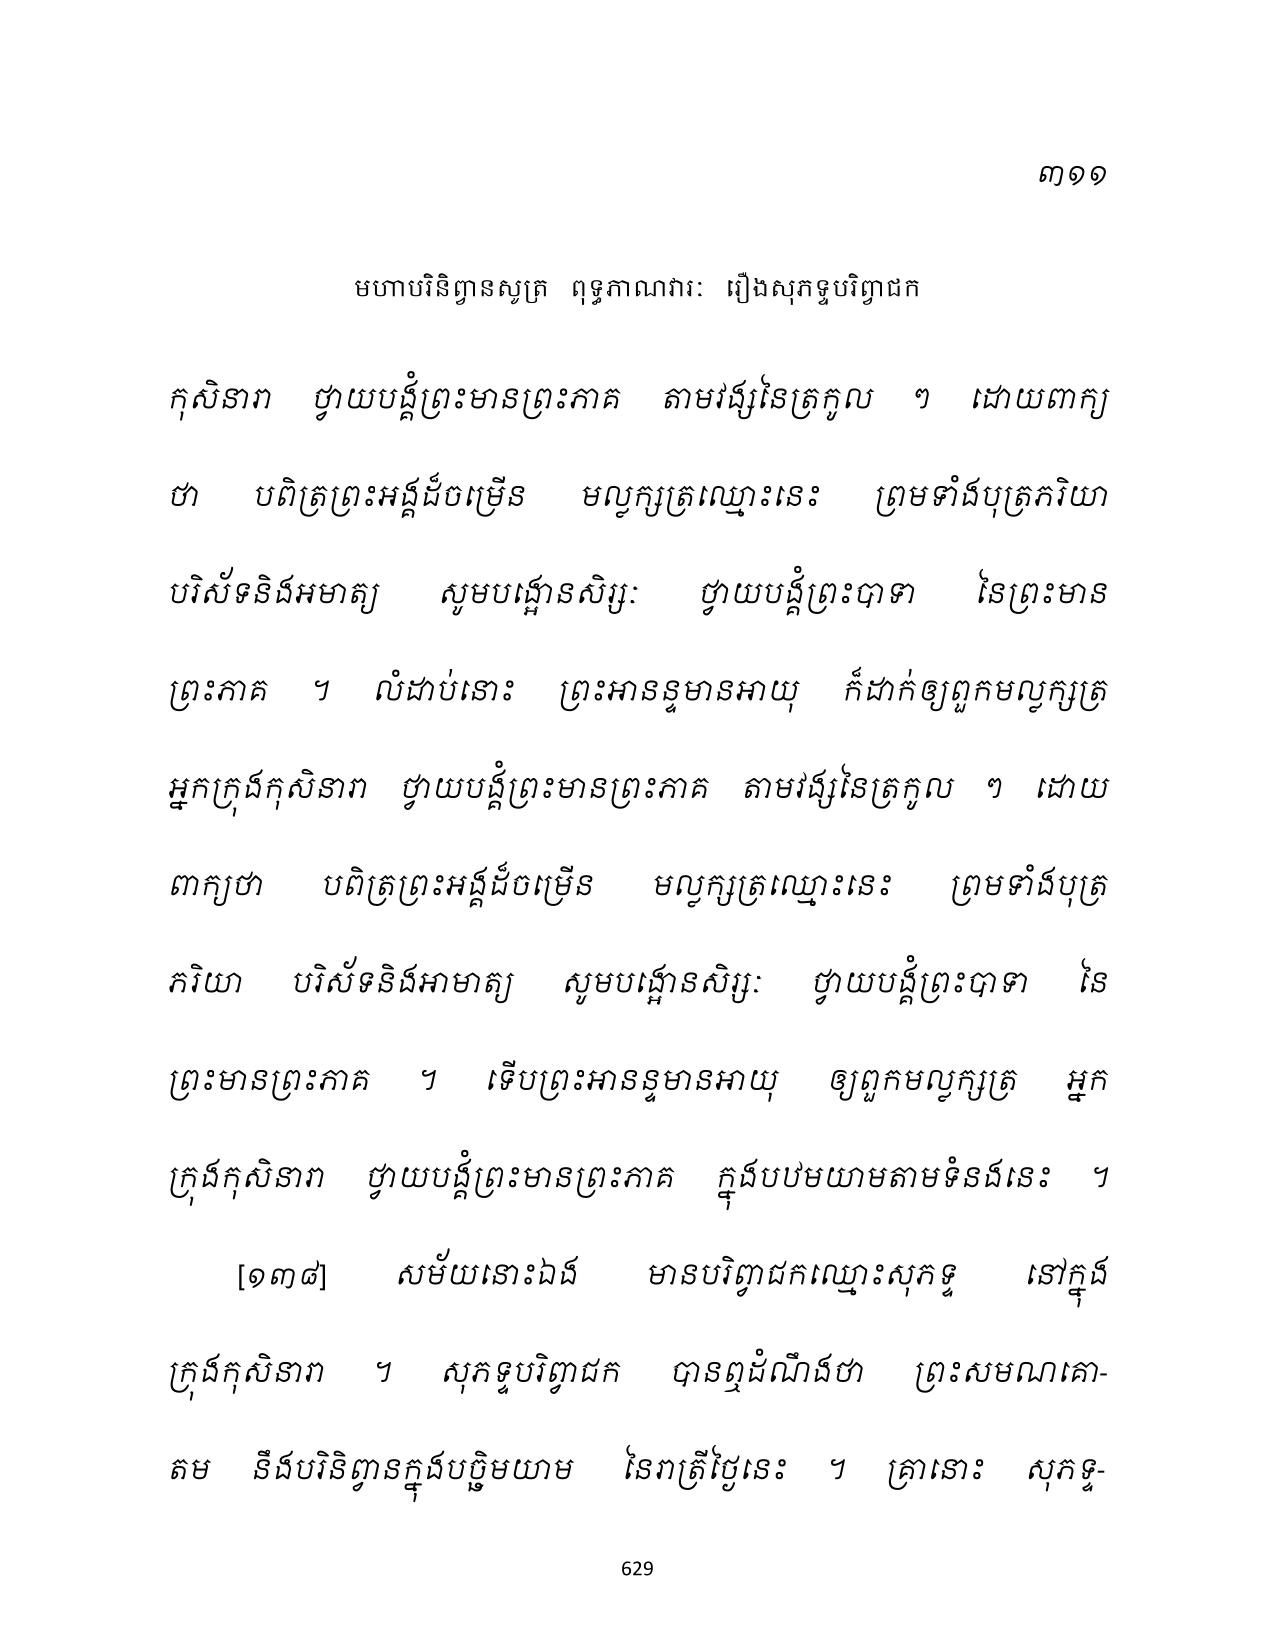 ៣១១
មហាបរិនិព្វានសូត្រ ពុទ្ធភាណវារៈ រឿងសុភទ្ទបរិព្វាជក
កុសិនារា ថ្វាយបង្គំព្រះមានព្រះភាគ តាមវង្សនៃត្រកូល ៗ ដោយពាក្យ
ថា បពិត្រព្រះអង្គដ៏ចម្រើន មល្លក្សត្រឈ្មោះនេះ ព្រមទាំងបុត្រភរិយា
បរិស័ទនិងអមាត្យ សូមបង្អោនសិរ្សៈ ថ្វាយបង្គំព្រះបាទា នៃព្រះមាន
ព្រះភាគ ។ លំដាប់នោះ ព្រះអានន្ទមានអាយុ ក៏ដាក់ឲ្យពួកមល្លក្សត្រ
អ្នកក្រុងកុសិនារា ថ្វាយបង្គំព្រះមានព្រះភាគ តាមវង្សនៃត្រកូល ៗ ដោយ
ពាក្យថា បពិត្រព្រះអង្គដ៏ចម្រើន មល្លក្សត្រឈ្មោះនេះ ព្រមទាំងបុត្រ
ភរិយា បរិស័ទនិងអាមាត្យ សូមបង្អោនសិរ្សៈ ថ្វាយបង្គំព្រះបាទា នៃ
ព្រះមានព្រះភាគ ។ ទើបព្រះអានន្ទមានអាយុ ឲ្យពួកមល្លក្សត្រ អ្នក
ក្រុងកុសិនារា ថ្វាយបង្គំព្រះមានព្រះភាគ ក្នុងបឋមយាមតាមទំនងនេះ ។
[១៣៨] សម័យនោះឯង មានបរិព្វាជកឈ្មោះសុភទ្ទ នៅក្នុង
ក្រុងកុសិនារា ។ សុភទ្ទបរិព្វាជក បានឮដំណឹងថា ព្រះសមណគោ-
តម នឹងបរិនិព្វានក្នុងបច្ឆិមយាម នៃរាត្រីថ្ងៃនេះ ។ គ្រានោះ សុភទ្ទ-
629